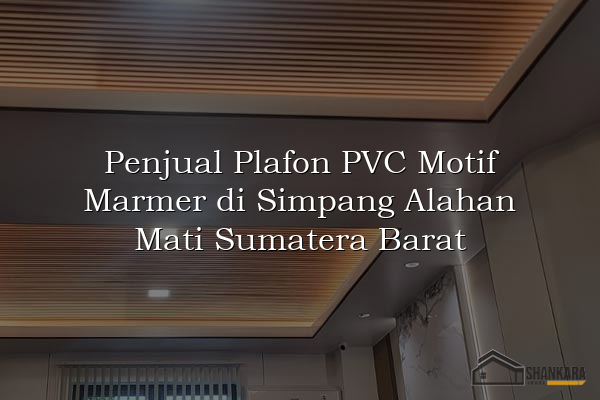 Penjual Plafon PVC Motif
Marmer di Simpang Alahan
Mati Sumatera Barat
SHANKARA